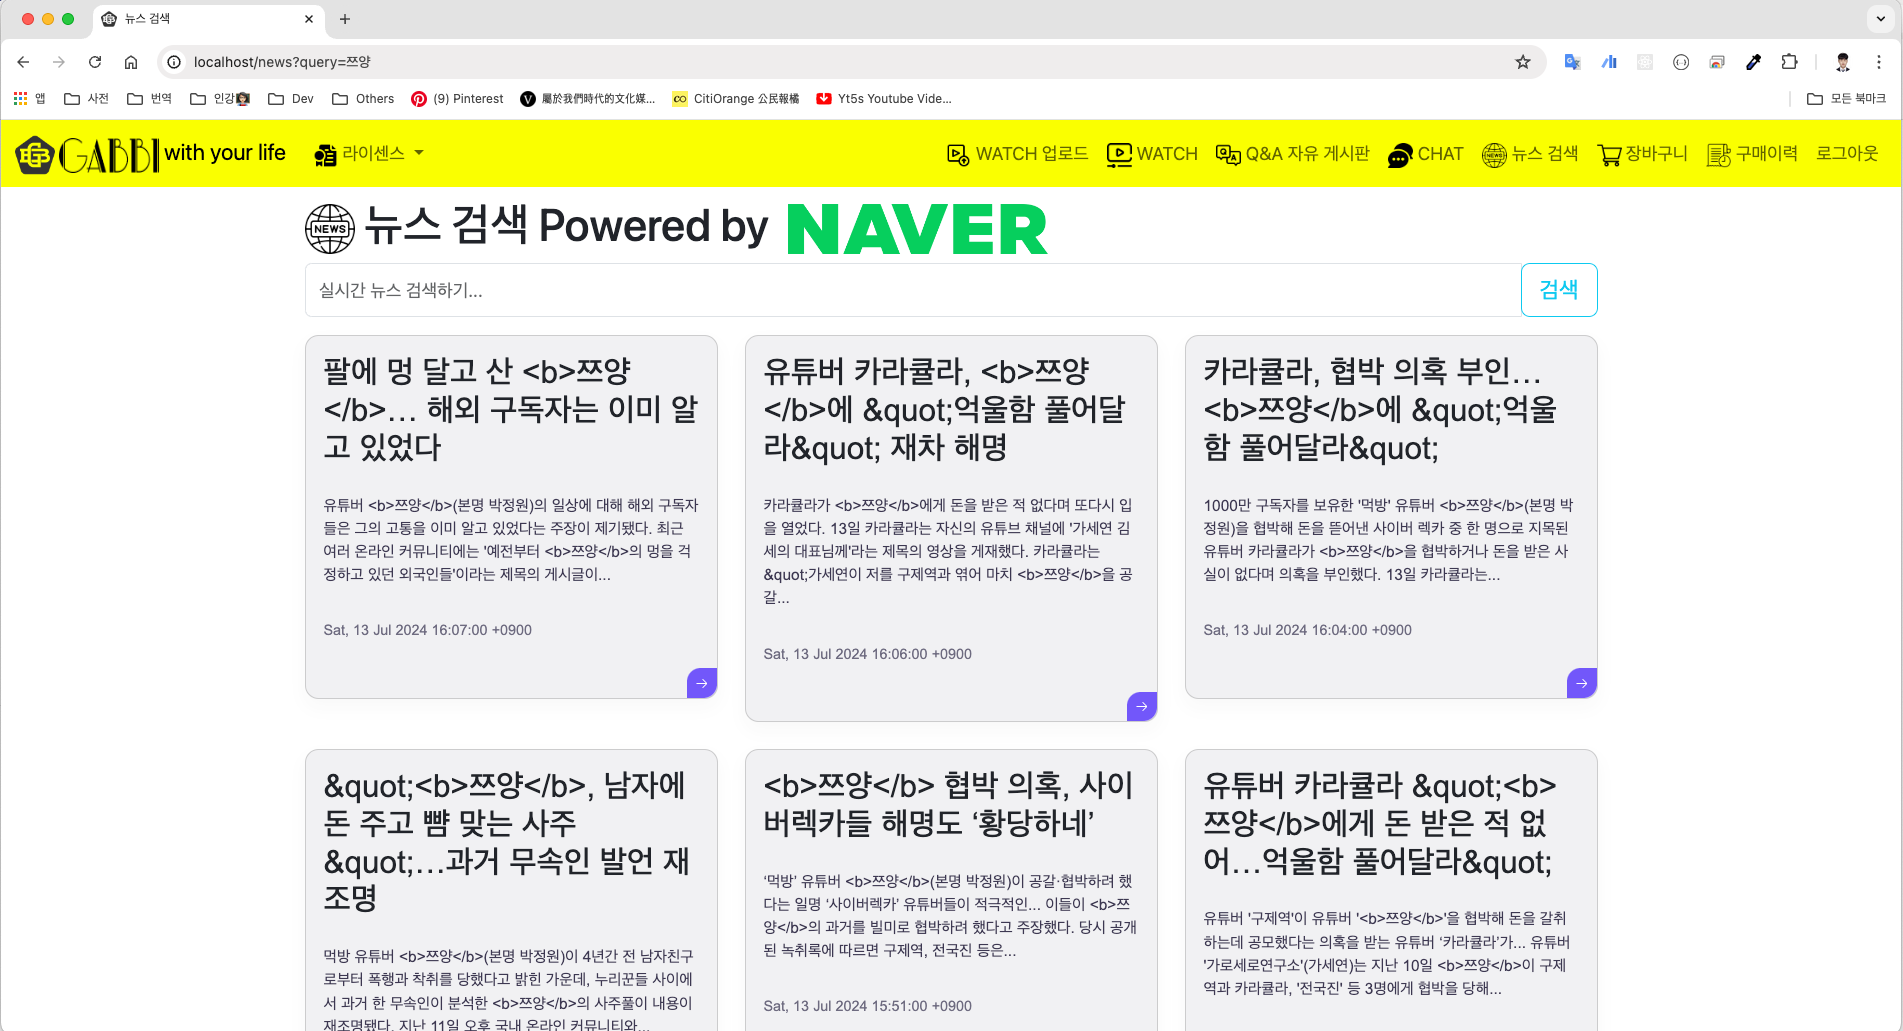 뉴스 검색
localhost/news?query=쯔양
앱 사전 번역 인강 Dev Others (9) Pinterest 屬於我們時代的文化媒... CitiOrange 公民報橘 Yt5s Youtube Vide... 모든 북마크
GABBI with your life 라이센스 WATCH 업로드 WATCH Q&A 자유 게시판 CHAT 뉴스 검색 장바구니 구매이력 로그아웃
NEWS 뉴스 검색 Powered by NAVER
실시간 뉴스 검색하기... 검색
팔에 멍 달고 산 <b>쯔양
</b>… 해외 구독자는 이미 알
고 있었다
유튜버 <b>쯔양</b>(본명 박정원)의 일상에 대해 해외 구독자
들은 그의 고통을 이미 알고 있었다는 주장이 제기됐다. 최근
여러 온라인 커뮤니티에는 '예전부터 <b>쯔양</b>의 멍을 걱
정하고 있던 외국인들'이라는 제목의 게시글이...
Sat, 13 Jul 2024 16:07:00 +0900
유튜버 카라큘라, <b>쯔양
</b>에 &quot;억울함 풀어달
라&quot; 재차 해명
카라큘라가 <b>쯔양</b>에게 돈을 받은 적 없다며 또다시 입
을 열었다. 13일 카라큘라는 자신의 유튜브 채널에 '가세연 김
세의 대표님께'라는 제목의 영상을 게재했다. 카라큘라는
&quot;가세연이 저를 구제역과 엮어 마치 <b>쯔양</b>을 공
갈...
Sat, 13 Jul 2024 16:06:00 +0900
카라큘라, 협박 의혹 부인…
<b>쯔양</b>에 &quot;억울
함 풀어달라&quot;
1000만 구독자를 보유한 '먹방' 유튜버 <b>쯔양</b>(본명 박
정원)을 협박해 돈을 뜯어낸 사이버 렉카 중 한 명으로 지목된
유튜버 카라큘라가 <b>쯔양</b>을 협박하거나 돈을 받은 사
실이 없다며 의혹을 부인했다. 13일 카라큘라는...
Sat, 13 Jul 2024 16:04:00 +0900
&quot;<b>쯔양</b>, 남자에
돈 주고 뺨 맞는 사주
&quot;…과거 무속인 발언 재
조명
먹방 유튜버 <b>쯔양</b>(본명 박정원)이 4년간 전 남자친구
로부터 폭행과 착취를 당했다고 밝힌 가운데, 누리꾼들 사이에
서 과거 한 무속인이 분석한 <b>쯔양</b>의 사주풀이 내용이
재조명됐다. 지난 11일 오후 국내 온라인 커뮤니티와...
<b>쯔양</b> 협박 의혹, 사이
버렉카들 해명도 ‘황당하네’
‘먹방’ 유튜버 <b>쯔양</b>(본명 박정원)이 공갈·협박하려 했
다는 일명 ‘사이버렉카’ 유튜버들이 적극적인... 이들이 <b>쯔
양</b>의 과거를 빌미로 협박하려 했다고 주장했다. 당시 공개
된 녹취록에 따르면 구제역, 전국진 등은...
Sat, 13 Jul 2024 15:51:00 +0900
유튜버 카라큘라 &quot;<b>
쯔양</b>에게 돈 받은 적 없
어…억울함 풀어달라&quot;
유튜버 '구제역'이 유튜버 '<b>쯔양</b>'을 협박해 돈을 갈취
하는데 공모했다는 의혹을 받는 유튜버 ‘카라큘라’가... 유튜버
'가로세로연구소'(가세연)는 지난 10일 <b>쯔양</b>이 구제
역과 카라큘라, '전국진' 등 3명에게 협박을 당해...